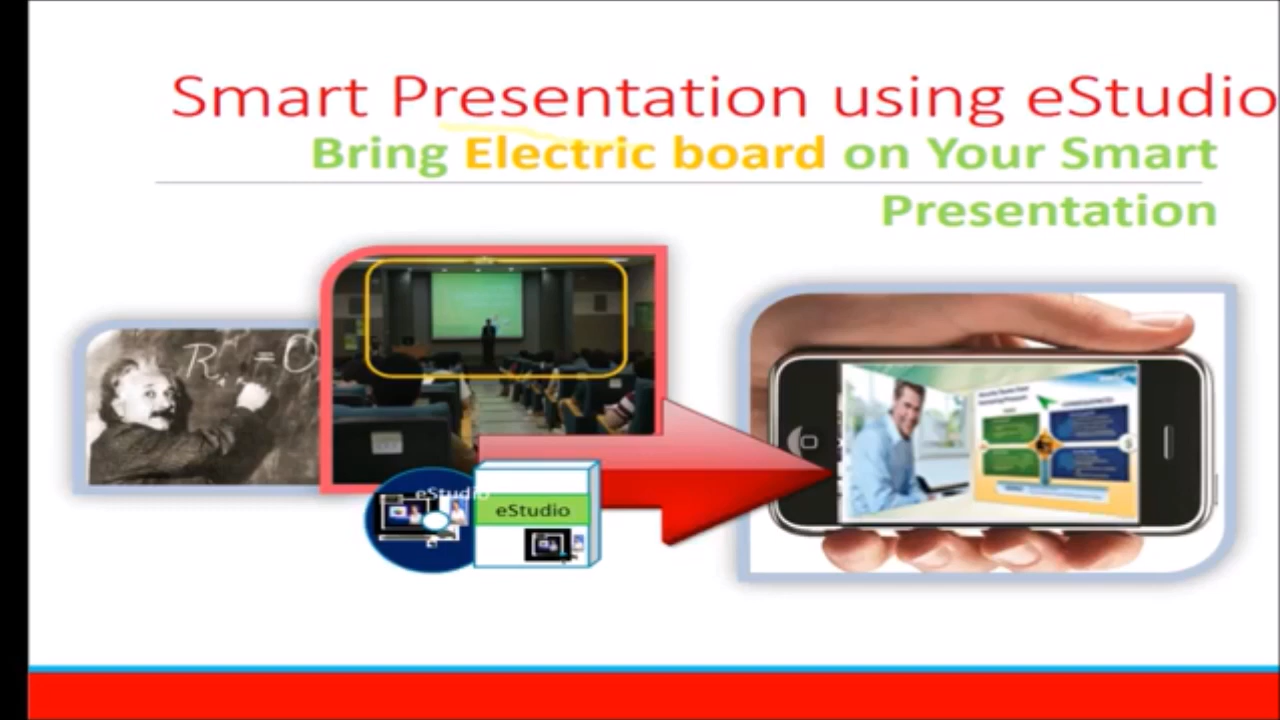 Smart Presentation using eStudio
Bring Electric board on Your Smart
Presentation
eStudio
eStudio